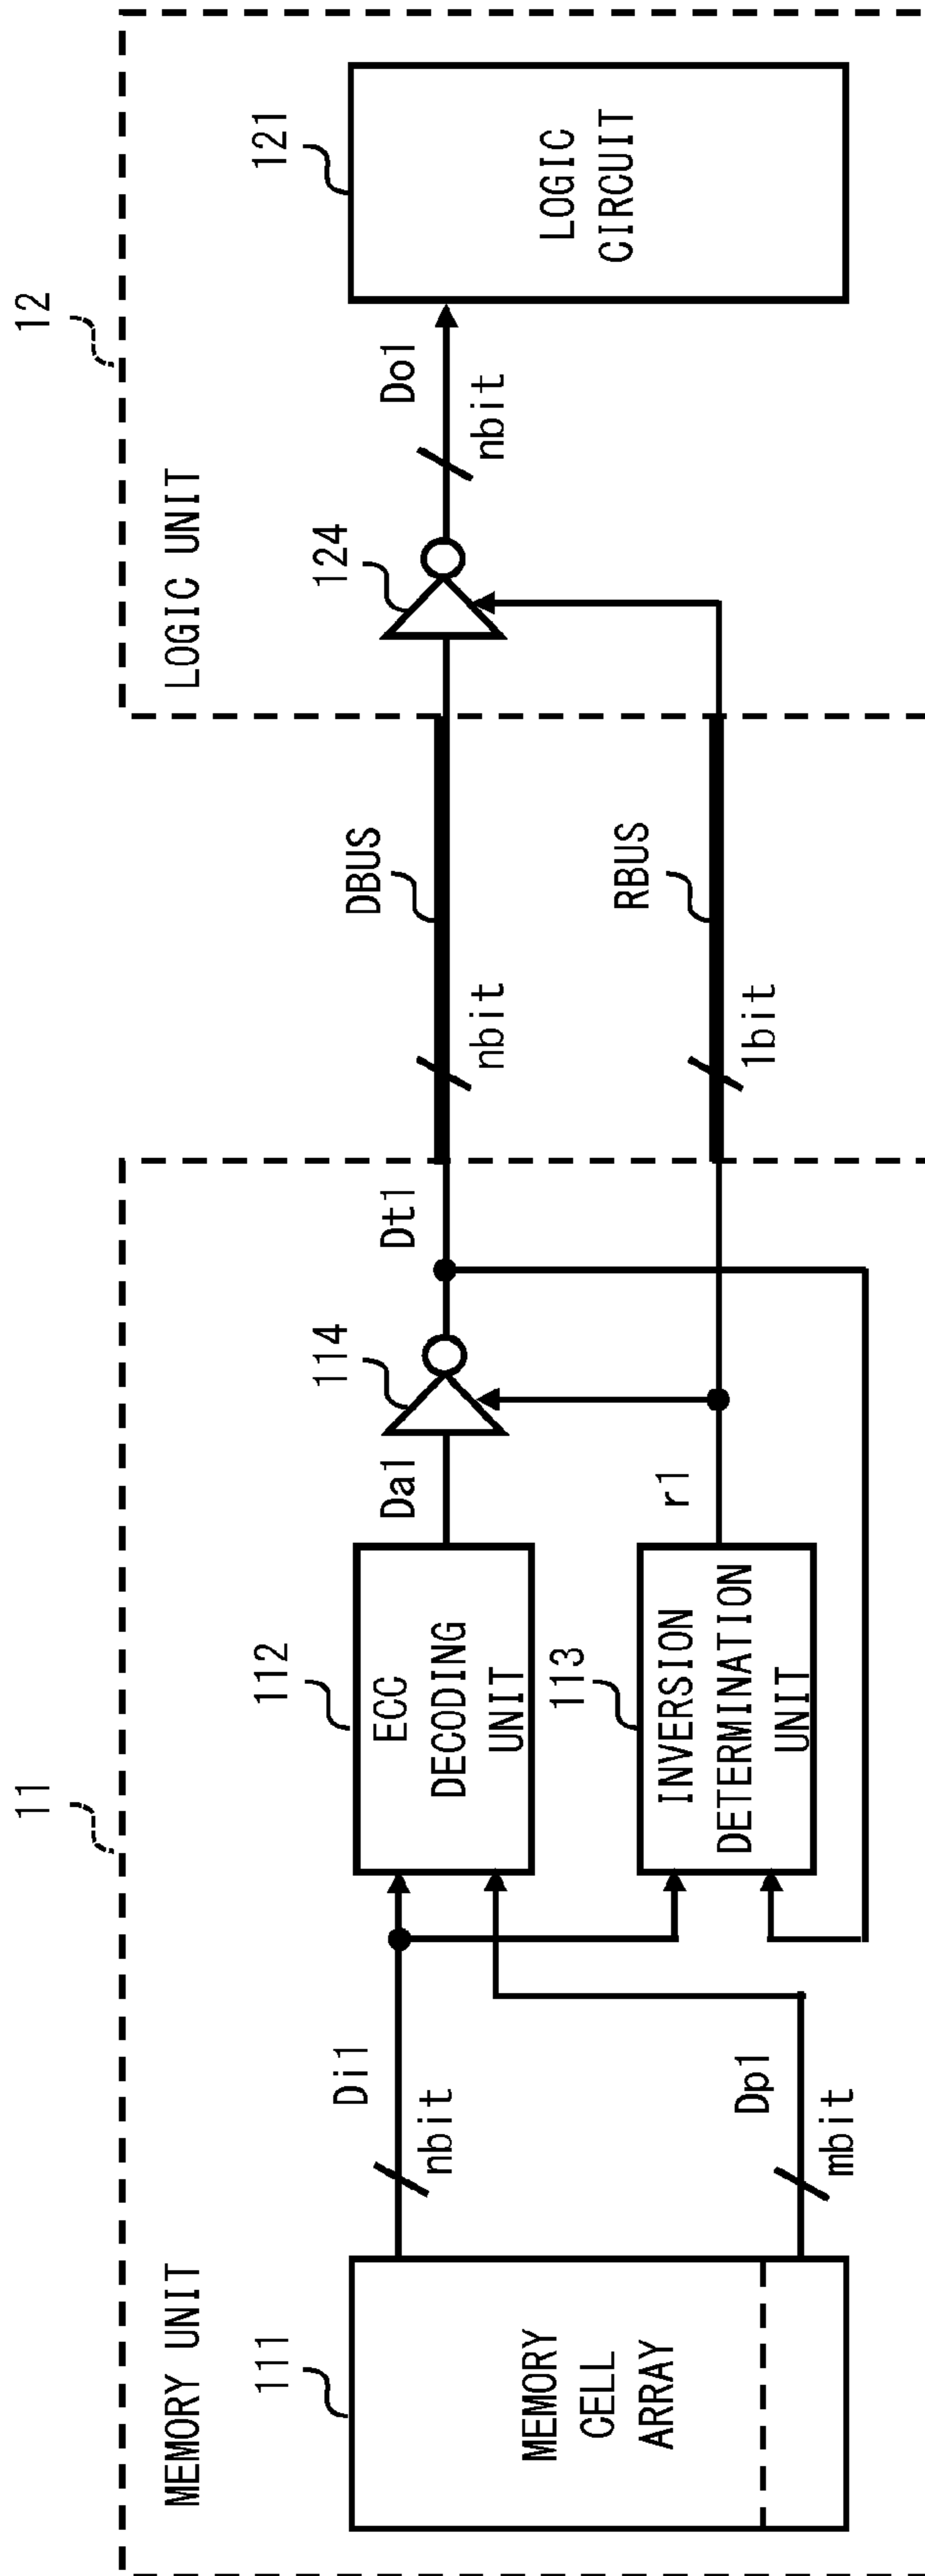 11
MEMORY UNIT
111
MEMORY
CELL
ARRAY
Di1
nbit
Dp1
mbit
112
ECC
DECODING
UNIT
113
INVERSION
DETERMINATION
UNIT
Da1
r1
114
Dt1
DBUS
nbit
RBUS
1bit
12
LOGIC UNIT
124
Do1
nbit
121
LOGIC
CIRCUIT